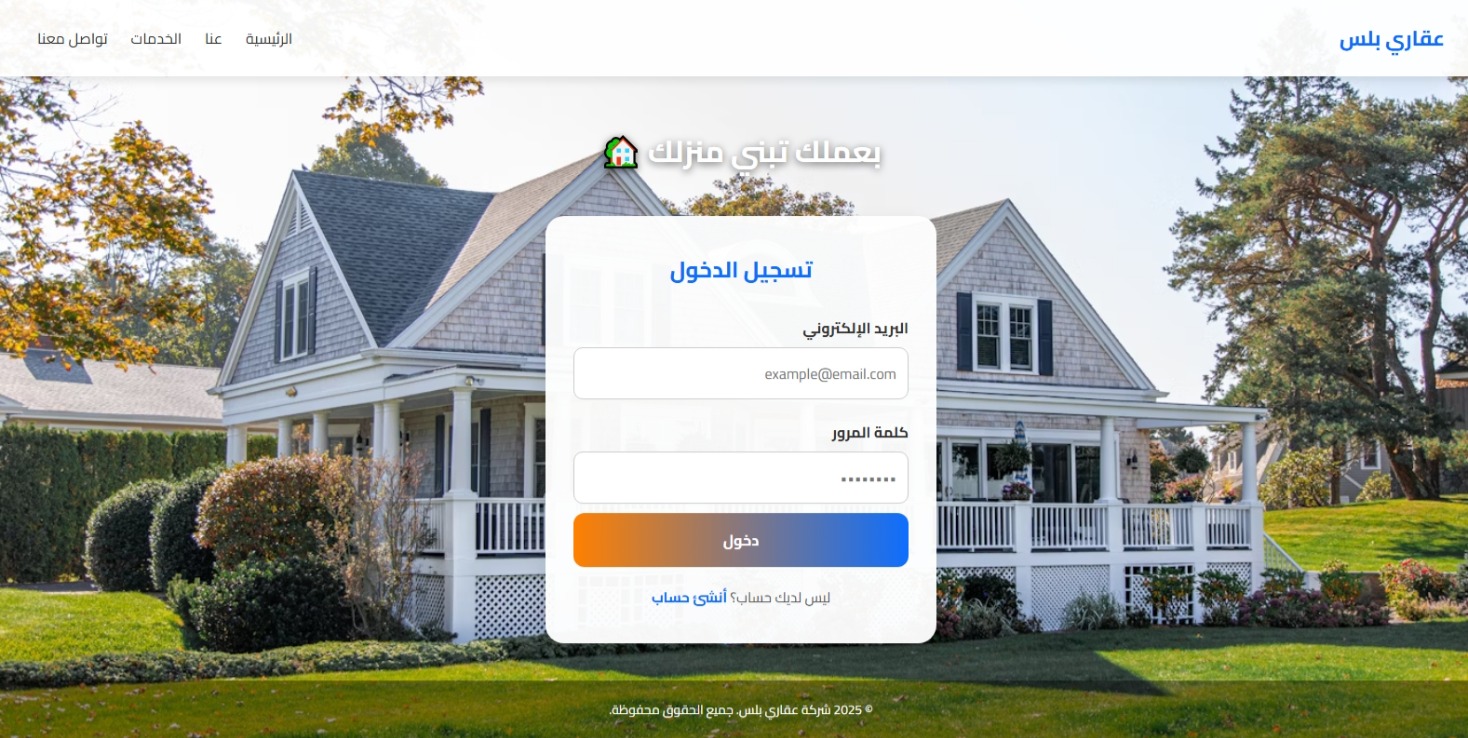 عقاري بلس
الرئيسية عنا الخدمات تواصل معنا
بعملك تبني منزلك 🏠
تسجيل الدخول
البريد الإلكتروني
example@email.com
كلمة المرور
••••••••
دخول
ليس لديك حساب؟ أنشئ حساب
© 2025 شركة عقاري بلس. جميع الحقوق محفوظة.